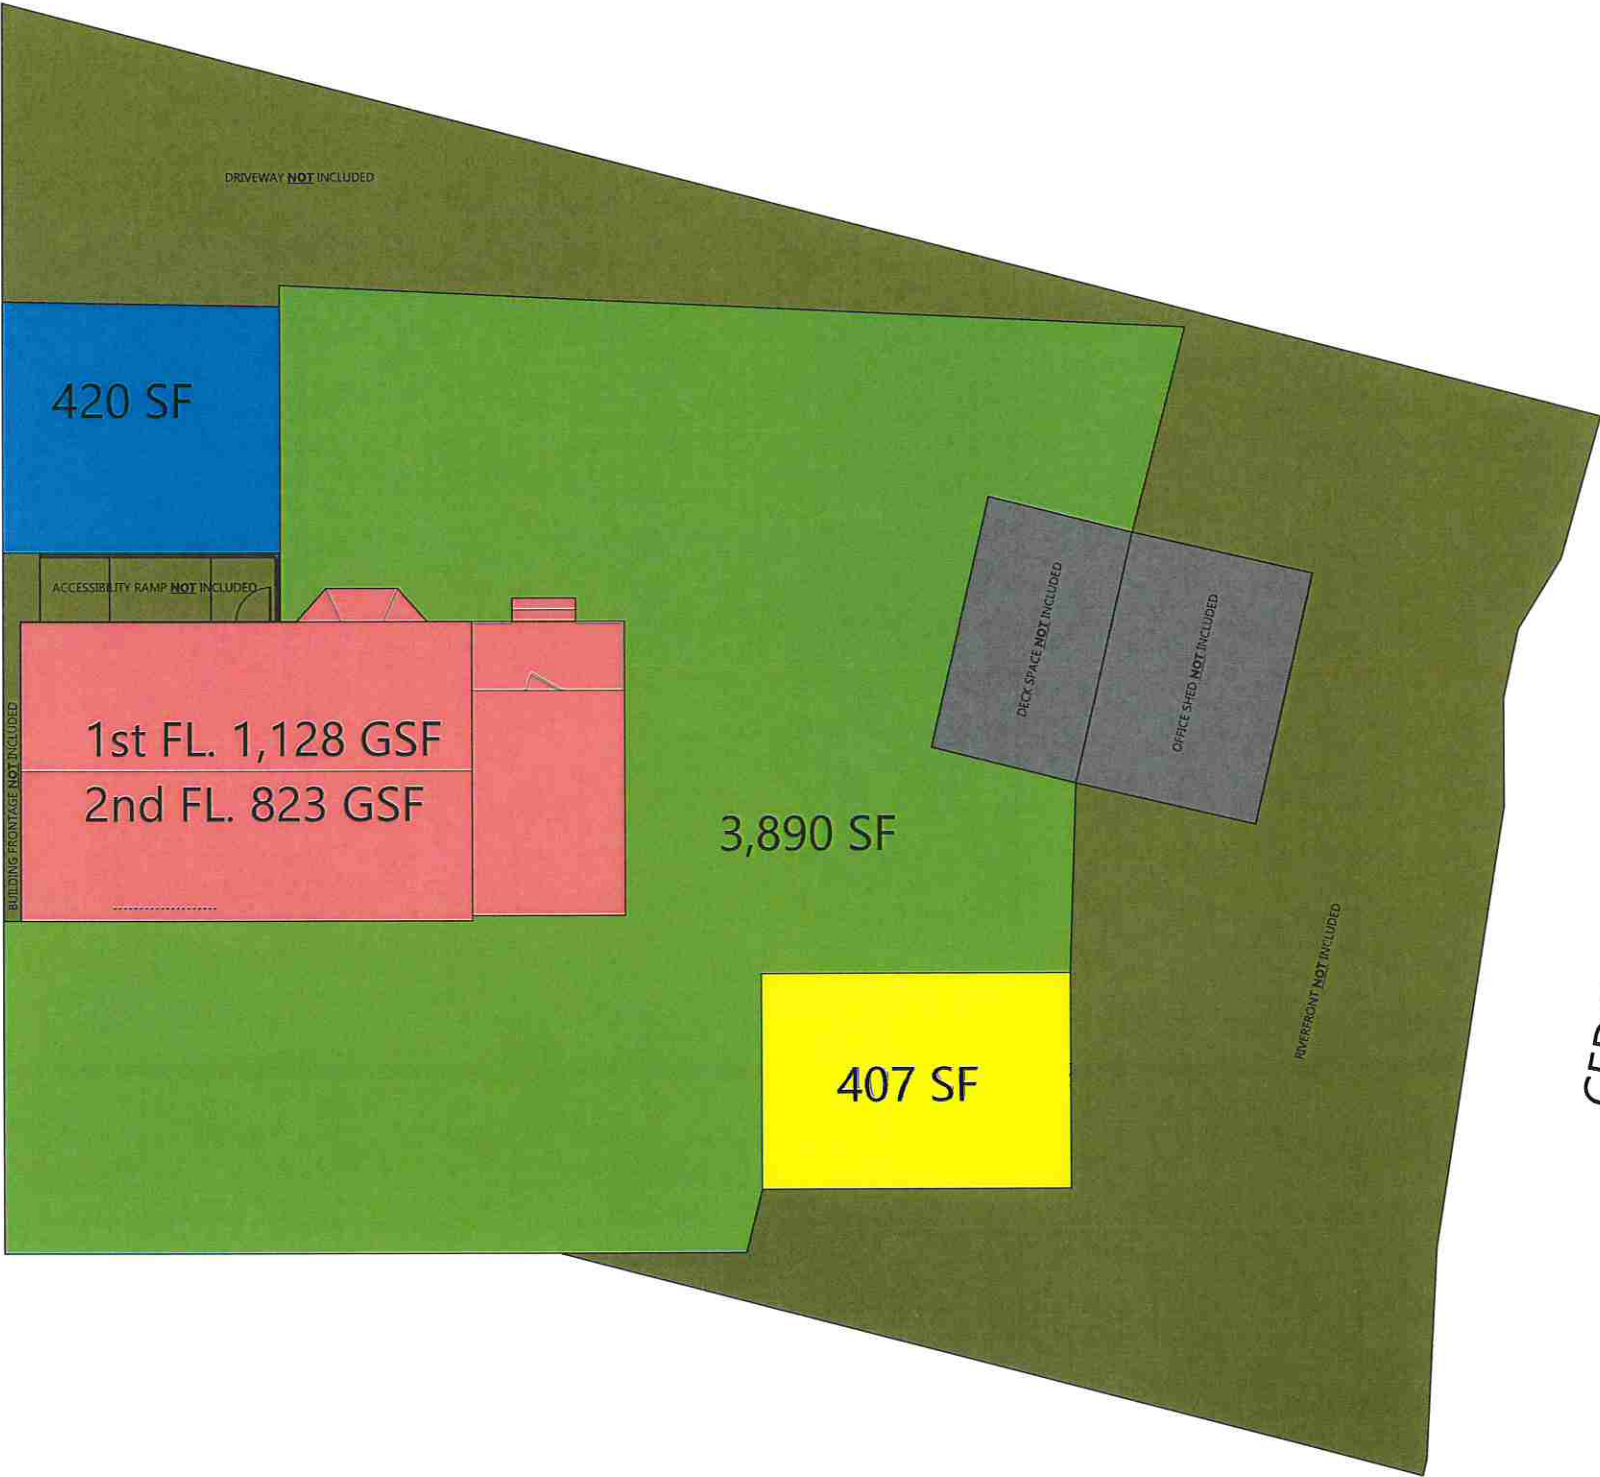 DRIVEWAY NOT INCLUDED
420 SF
ACCESSIBILITY RAMP NOT INCLUDED
DECK SPACE NOT INCLUDED
OFFICE SHED NOT INCLUDED
BUILDING FRONTAGE NOT INCLUDED
1st FL. 1,128 GSF
2nd FL. 823 GSF
3,890 SF
RIVERFRONT NOT INCLUDED
407 SF